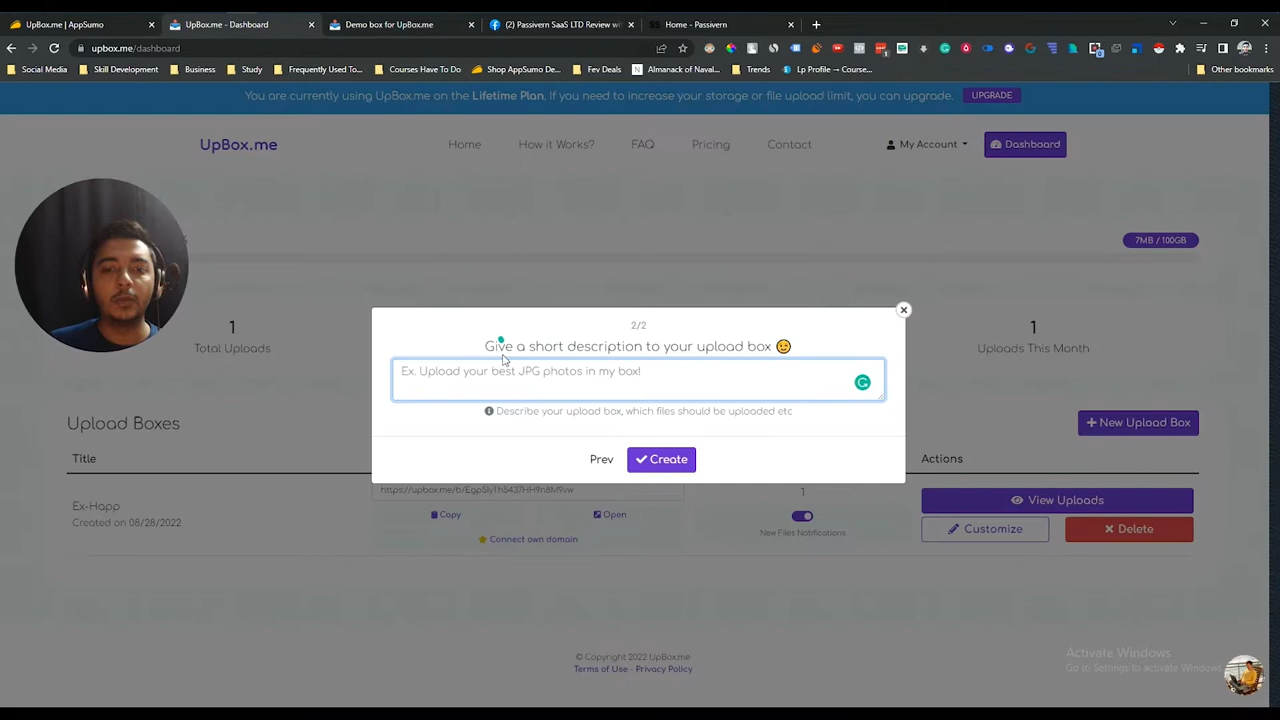 UpBox.me | AppSumo
UpBox.me - Dashboard
Demo box for UpBox.me
(2) Passivern SaaS LTD Review wit
Home - Passivern
upbox.me/dashboard
Social Media
Skill Development
Business
Study
Frequently Used To...
Courses Have To Do
Shop AppSumo De...
Fev Deals
Almanack of Naval...
Trends
Lp Profile → Course...
Other bookmarks
You are currently using UpBox.me on the Lifetime Plan. If you need to increase your storage or file upload limit, you can upgrade. UPGRADE
UpBox.me
Home
How it Works?
FAQ
Pricing
Contact
My Account
Dashboard
7MB / 100GB
1
Total Uploads
1
Uploads This Month
2/2
Give a short description to your upload box
Ex. Upload your best JPG photos in my box!
Describe your upload box, which files should be uploaded etc
Prev
Create
Upload Boxes
New Upload Box
Title
Actions
Ex-Happ
Created on 08/28/2022
Copy
Open
Connect own domain
1
New Files Notifications
View Uploads
Customize
Delete
© Copyright 2022 UpBox.me
Terms of Use - Privacy Policy
Activate Windows
Go to Settings to activate Windows.